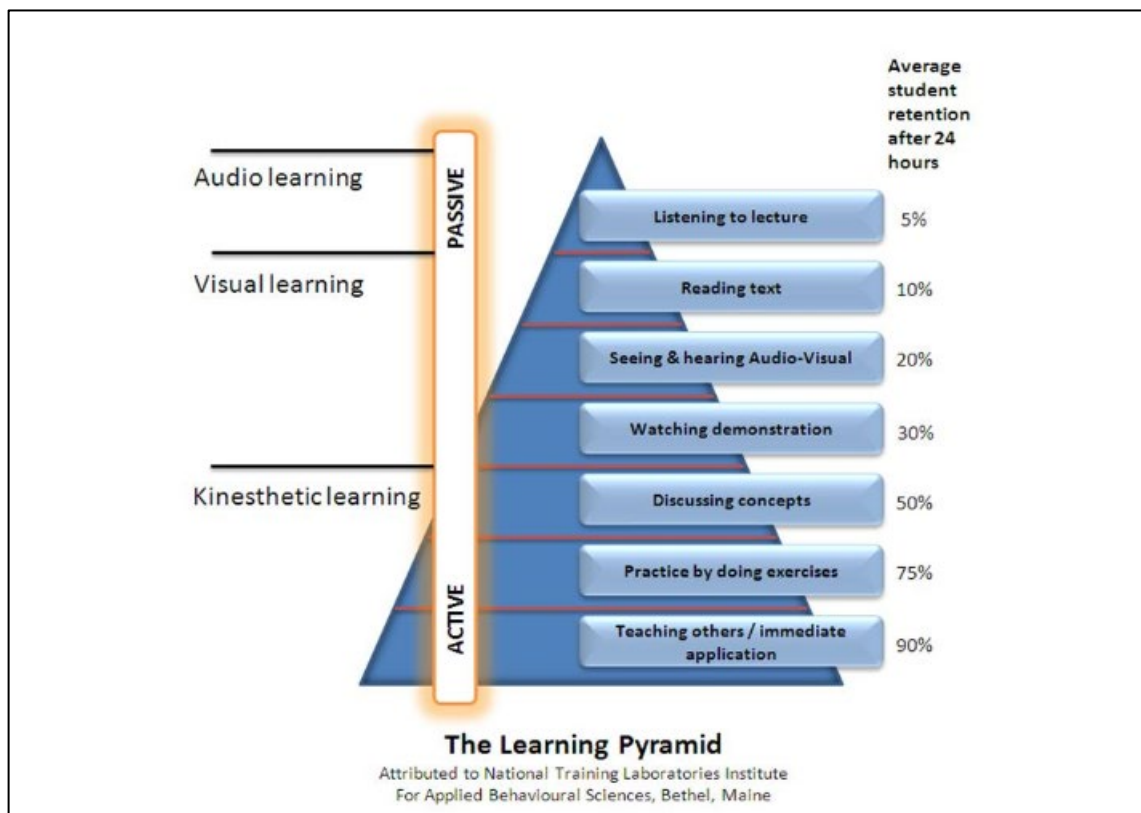 Average
student
retention
after 24
hours
Audio learning
Visual learning
Kinesthetic learning
PASSIVE
ACTIVE
Listening to lecture
5%
Reading text
10%
Seeing & hearing Audio-Visual
20%
Watching demonstration
30%
Discussing concepts
50%
Practice by doing exercises
75%
Teaching others / immediate
application
90%
The Learning Pyramid
Attributed to National Training Laboratories Institute
For Applied Behavioural Sciences, Bethel, Maine